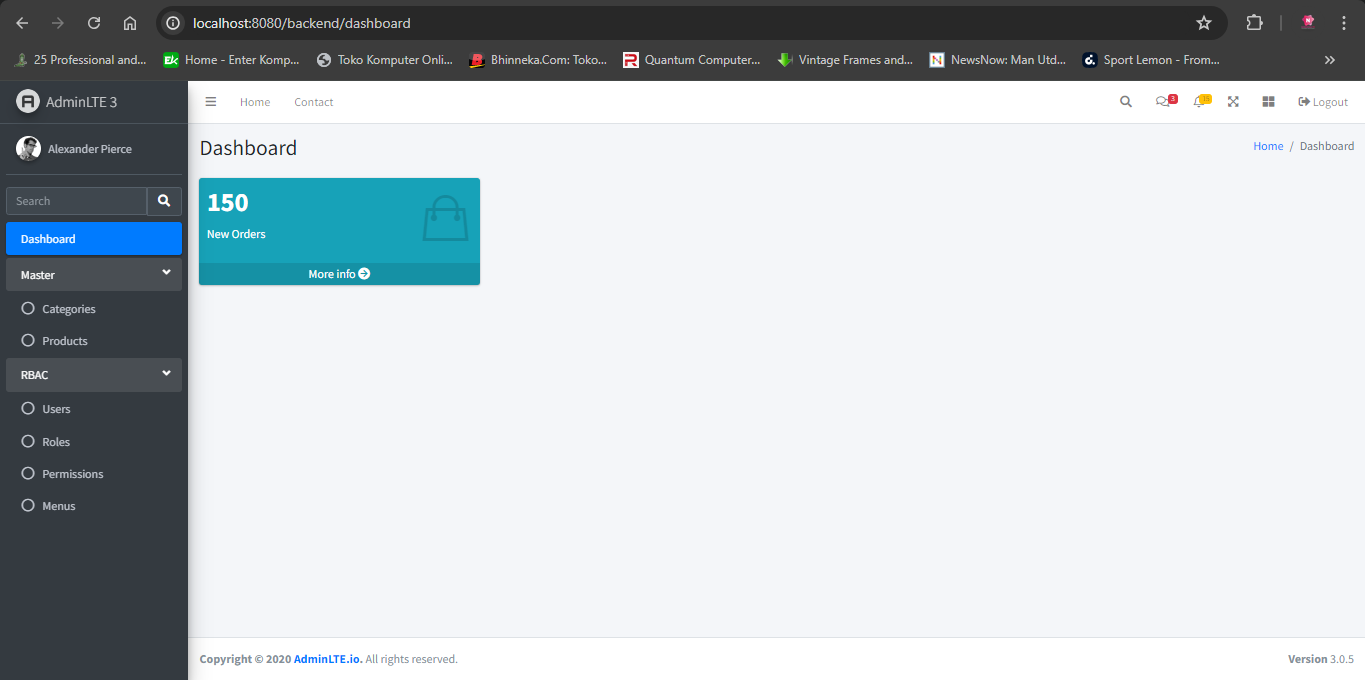 localhost:8080/backend/dashboard
25 Professional and...
Home - Enter Komp...
Toko Komputer Onli...
Bhinneka.Com: Toko...
Quantum Computer...
Vintage Frames and...
NewsNow: Man Utd...
Sport Lemon - From...
AdminLTE 3
Home
Contact
3
15
Logout
Alexander Pierce
Search
Dashboard
Master
Categories
Products
RBAC
Users
Roles
Permissions
Menus
Dashboard
Home / Dashboard
150
New Orders
More info
Copyright © 2020 AdminLTE.io. All rights reserved.
Version 3.0.5